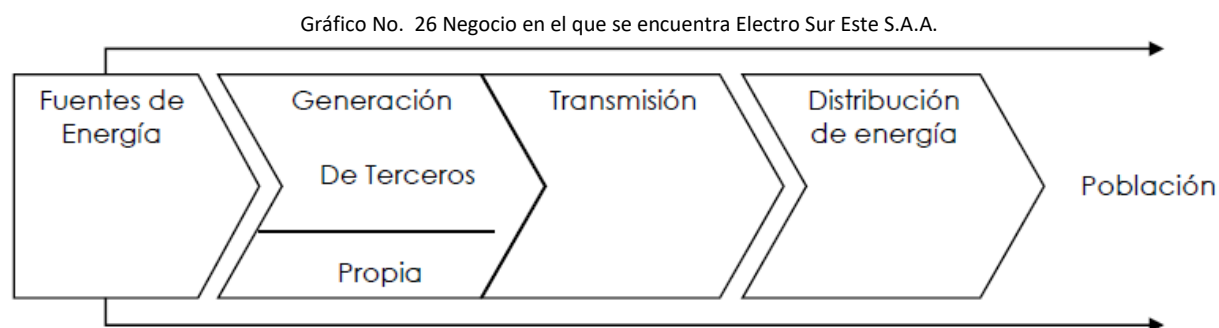 Gráfico No. 26 Negocio en el que se encuentra Electro Sur Este S.A.A.
Fuentes de
Energía
Generación
De Terceros
Propia
Transmisión
Distribución
de energía
Población